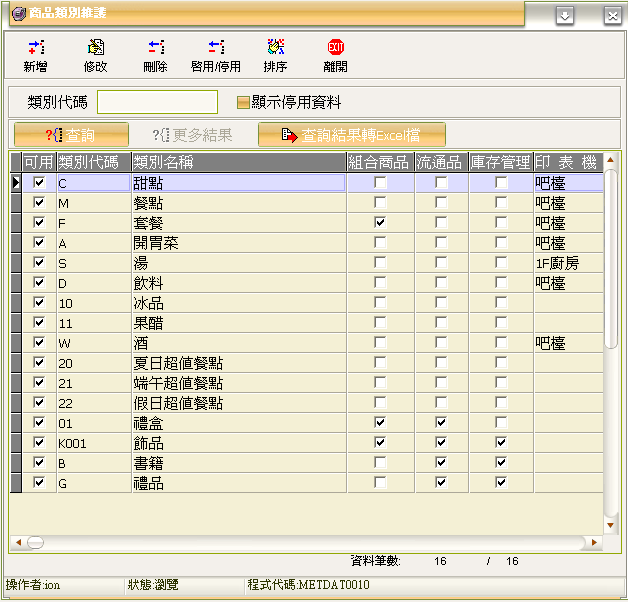 商品類別維護
新增 修改 刪除 啓用/停用 排序 離開
類別代碼 顯示停用資料
?{} 查詢 ?{} 更多結果 查詢結果轉Excel檔
可用 類別代碼 類別名稱 組合商品 流通品 庫存管理 印 表 機
C 甜點 吧檯
M 餐點 吧檯
F 套餐 吧檯
A 開胃菜 吧檯
S 湯 1F廚房
D 飲料 吧檯
10 冰品
11 果醋
W 酒 吧檯
20 夏日超值餐點
21 端午超值餐點
22 假日超值餐點
01 禮盒
K001 飾品
B 書籍
G 禮品
資料筆數: 16 / 16
操作者:ion 狀態:瀏覽 程式代碼:METDAT0010